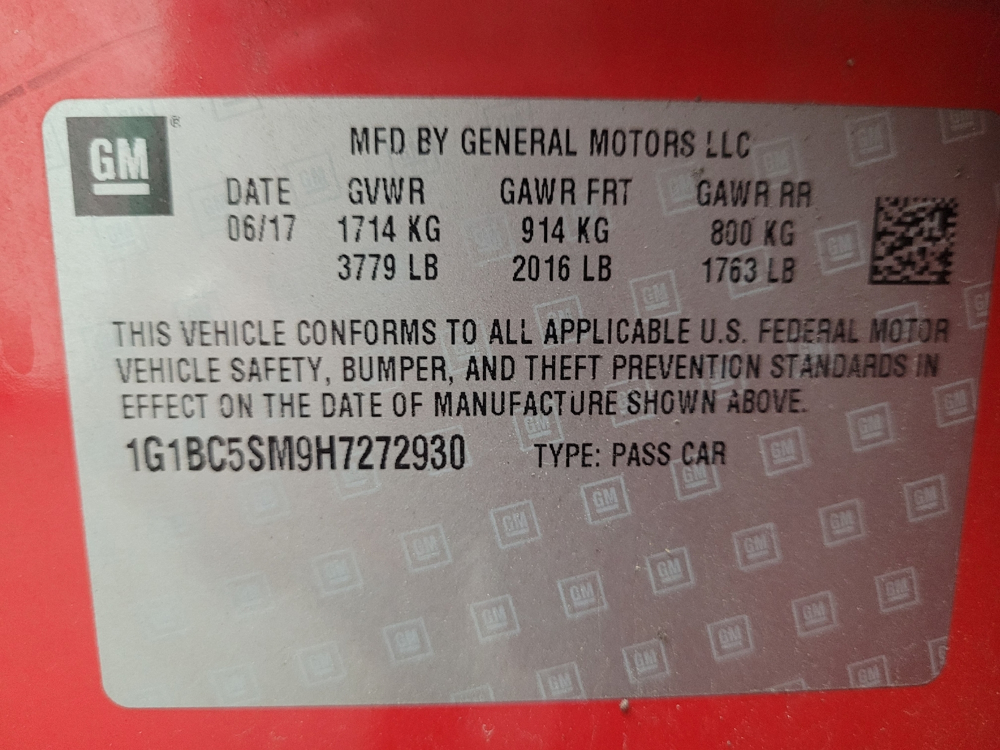 GM ®
MFD BY GENERAL MOTORS LLC
DATE GVWR GAWR FRT GAWR RR
06/17 1714 KG 914 KG 800 KG
3779 LB 2016 LB 1763 LB
THIS VEHICLE CONFORMS TO ALL APPLICABLE U.S. FEDERAL MOTOR
VEHICLE SAFETY, BUMPER, AND THEFT PREVENTION STANDARDS IN
EFFECT ON THE DATE OF MANUFACTURE SHOWN ABOVE.
1G1BC5SM9H7272930 TYPE: PASS CAR